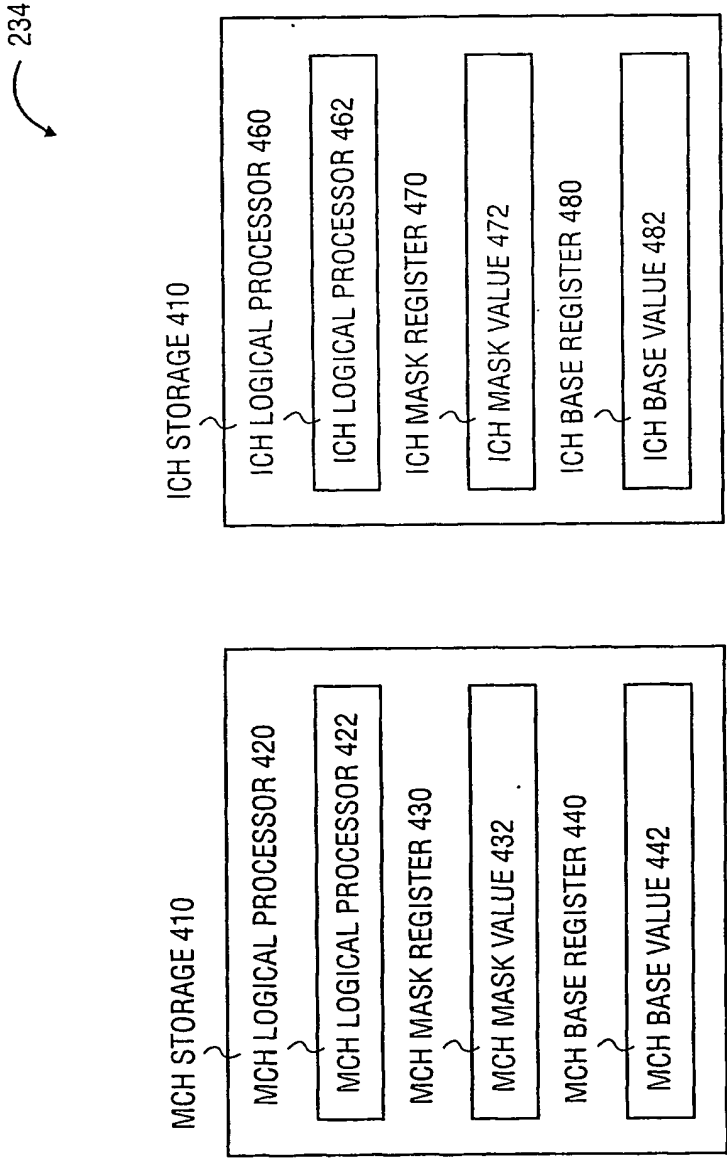 234
MCH STORAGE 410
MCH LOGICAL PROCESSOR 420
MCH LOGICAL PROCESSOR 422
MCH MASK REGISTER 430
MCH MASK VALUE 432
MCH BASE REGISTER 440
MCH BASE VALUE 442
ICH STORAGE 410
ICH LOGICAL PROCESSOR 460
ICH LOGICAL PROCESSOR 462
ICH MASK REGISTER 470
ICH MASK VALUE 472
ICH BASE REGISTER 480
ICH BASE VALUE 482